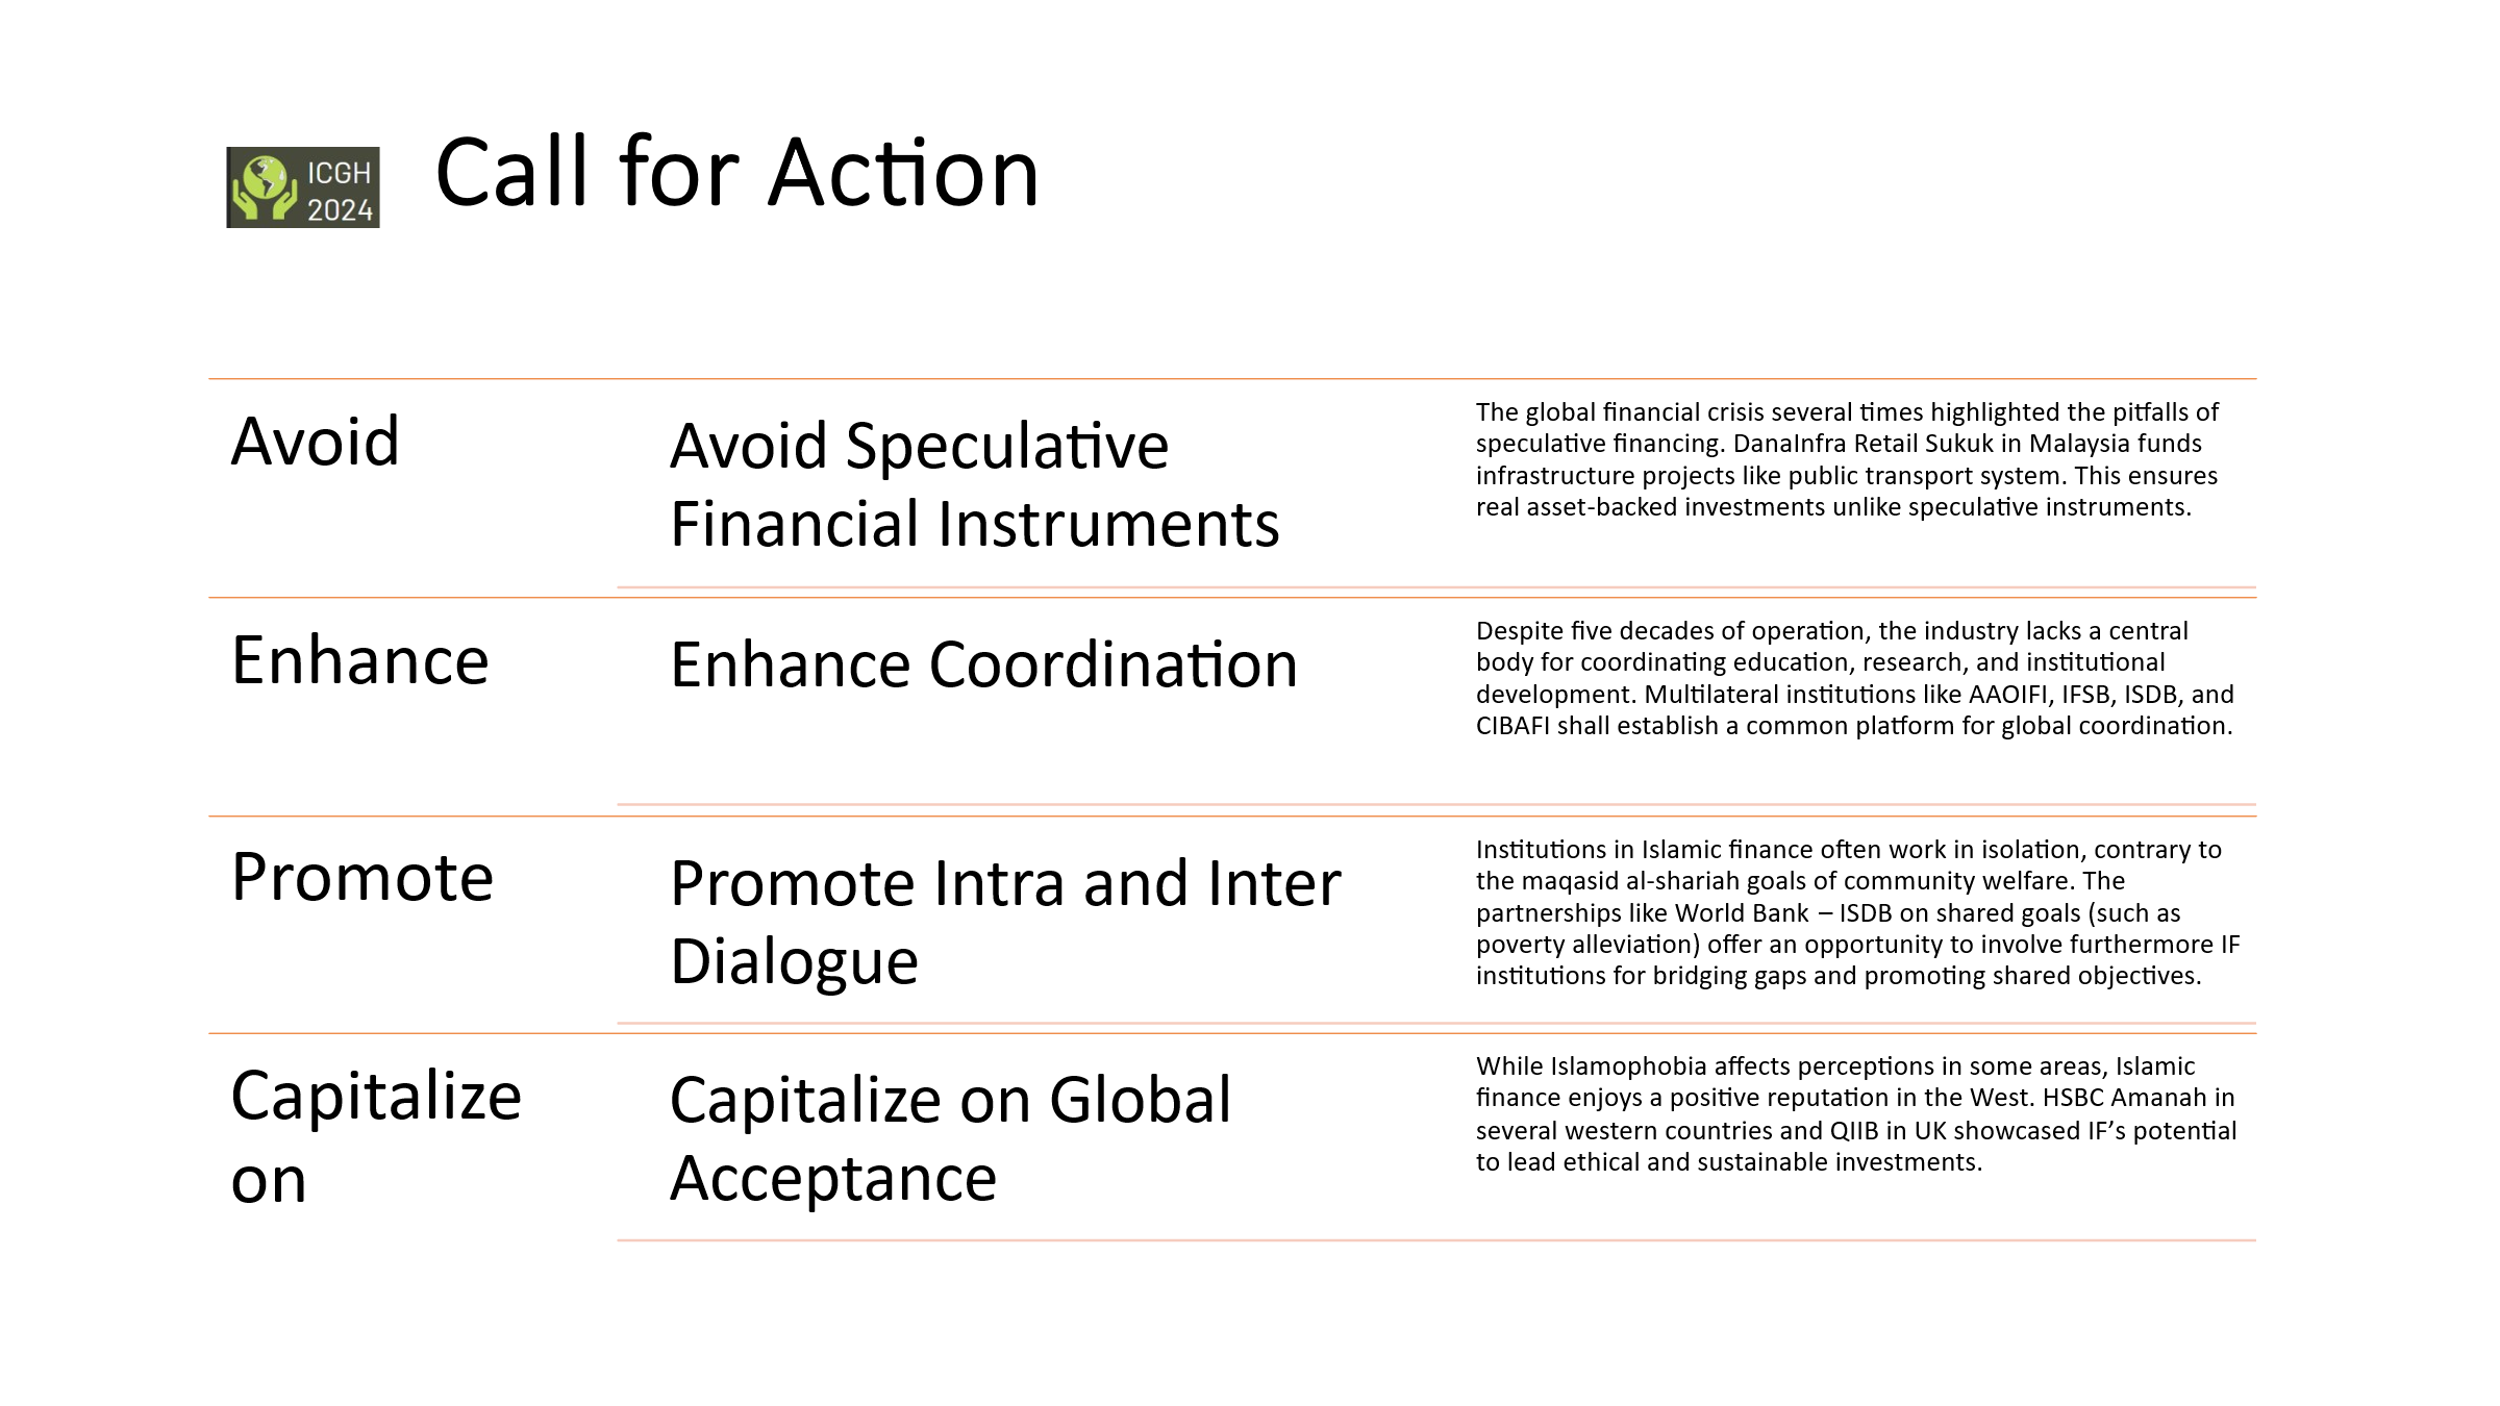 ICGH
2024
Call for Action
Avoid
Avoid Speculative
Financial Instruments
The global financial crisis several times highlighted the pitfalls of
speculative financing. DanaInfra Retail Sukuk in Malaysia funds
infrastructure projects like public transport system. This ensures
real asset-backed investments unlike speculative instruments.
Enhance
Enhance Coordination
Despite five decades of operation, the industry lacks a central
body for coordinating education, research, and institutional
development. Multilateral institutions like AAOIFI, IFSB, ISDB, and
CIBAFI shall establish a common platform for global coordination.
Promote
Promote Intra and Inter
Dialogue
Institutions in Islamic finance often work in isolation, contrary to
the maqasid al-shariah goals of community welfare. The
partnerships like World Bank – ISDB on shared goals (such as
poverty alleviation) offer an opportunity to involve furthermore IF
institutions for bridging gaps and promoting shared objectives.
Capitalize
on
Capitalize on Global
Acceptance
While Islamophobia affects perceptions in some areas, Islamic
finance enjoys a positive reputation in the West. HSBC Amanah in
several western countries and QIIB in UK showcased IF’s potential
to lead ethical and sustainable investments.